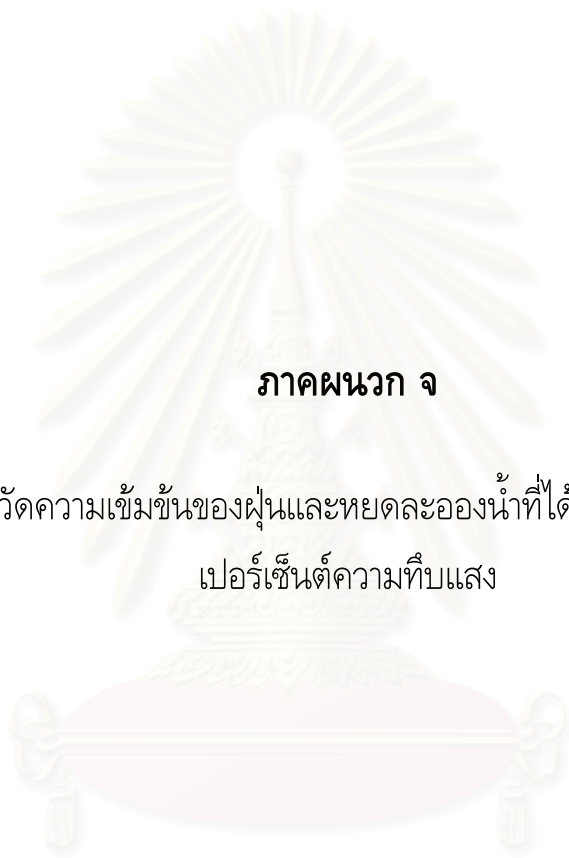 ภาคผนวก จ
วัดความเข้มข้นของฝุ่นและหยดละอองน้ำที่ได้
เปอร์เซ็นต์ความทึบแสง